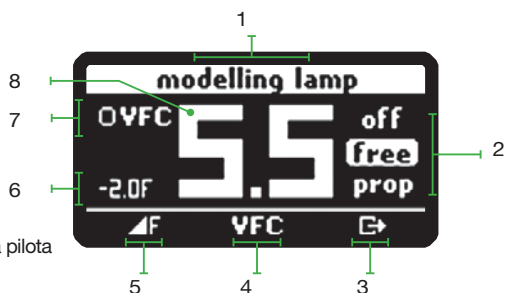 1
modelling lamp
8
7
VFC
5.5
off
free
prop
2
6
-2.0F
a pilota
F
VFC
5
4
3